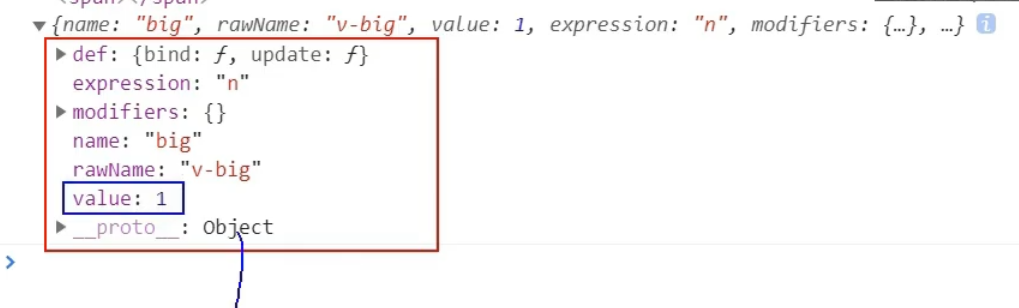 <span></span>
▼{name: "big", rawName: "v-big", value: 1, expression: "n", modifiers: {…}, …} i
▶ def: {bind: ƒ, update: ƒ}
expression: "n"
▶ modifiers: {}
name: "big"
rawName: "v-big"
value: 1
▶ __proto__: Object
>